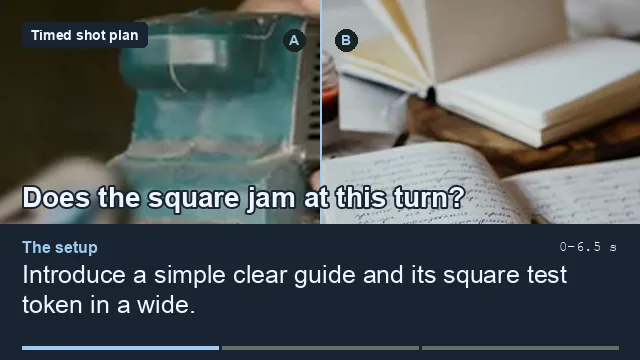 Timed shot plan
A
B
Does the square jam at this turn?
The setup
0–6.5 s
Introduce a simple clear guide and its square test
token in a wide.